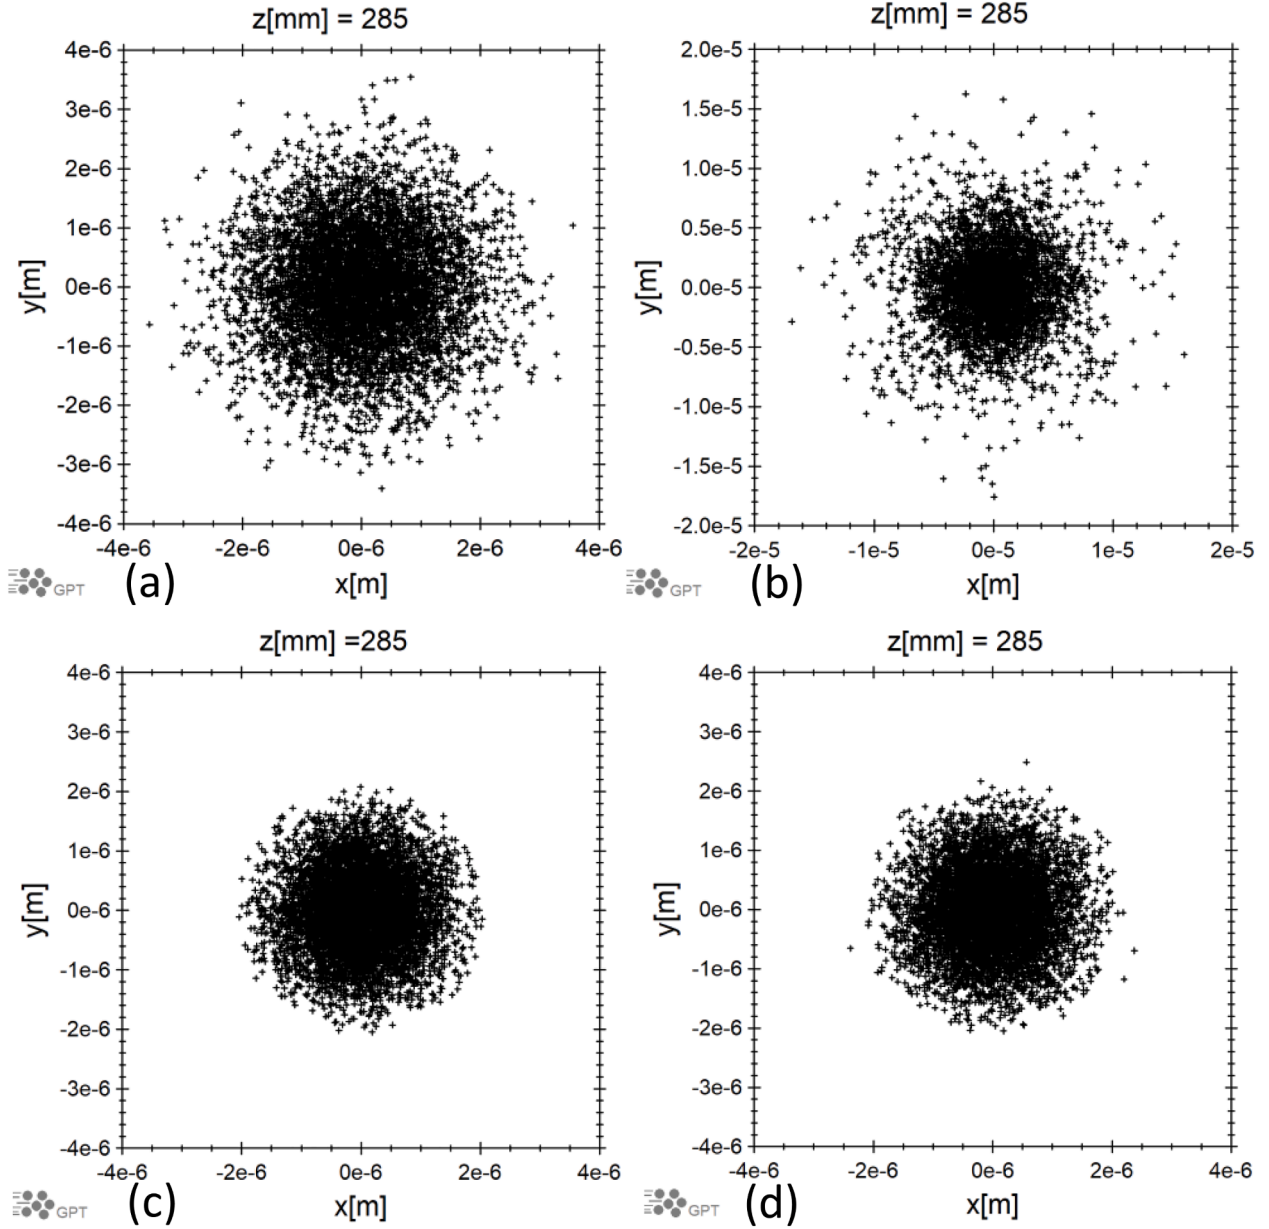 z[mm] = 285
4e-6
3e-6
2e-6
1e-6
0e-6
-1e-6
-2e-6
-3e-6
-4e-6
y[m]
-4e-6 -2e-6 0e-6 2e-6 4e-6
x[m]
GPT
(a)
z[mm] = 285
2.0e-5
1.5e-5
1.0e-5
0.5e-5
0.0e-5
-0.5e-5
-1.0e-5
-1.5e-5
-2.0e-5
y[m]
-2e-5 -1e-5 0e-5 1e-5 2e-5
x[m]
GPT
(b)
z[mm] =285
4e-6
3e-6
2e-6
1e-6
0e-6
-1e-6
-2e-6
-3e-6
-4e-6
y[m]
-4e-6 -2e-6 0e-6 2e-6 4e-6
x[m]
GPT
(c)
z[mm] = 285
4e-6
3e-6
2e-6
1e-6
0e-6
-1e-6
-2e-6
-3e-6
-4e-6
y[m]
-4e-6 -2e-6 0e-6 2e-6 4e-6
x[m]
GPT
(d)